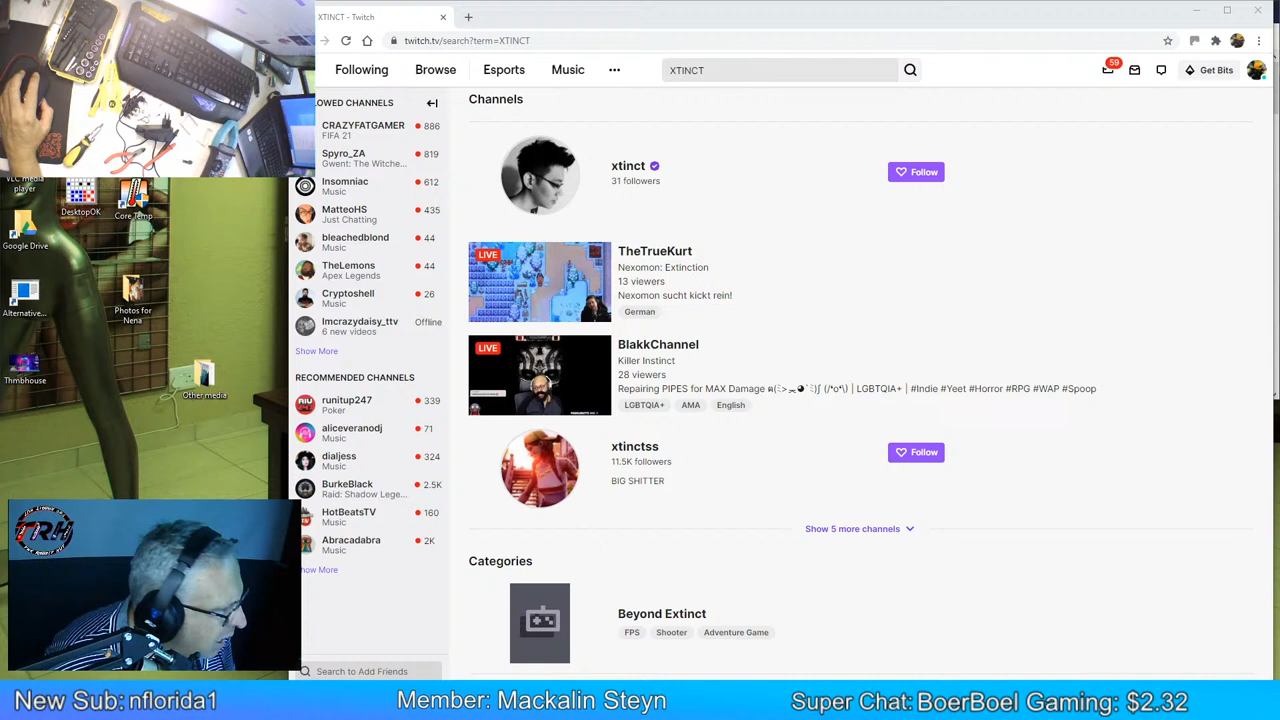 XTINCT - Twitch
twitch.tv/search?term=XTINCT
Following
Browse
Esports
Music
XTINCT
59
Get Bits
LOWED CHANNELS
CRAZYFATGAMER
886
FIFA 21
Spyro_ZA
819
Gwent: The Witche...
Insomniac
612
Music
MatteoHS
435
Just Chatting
bleachedblond
44
Music
TheLemons
44
Apex Legends
Cryptoshell
26
Music
Imcrazydaisy_ttv
Offline
6 new videos
Show More
RECOMMENDED CHANNELS
runitup247
339
Poker
aliceveranodj
71
Music
dialjess
324
Music
BurkeBlack
2.5K
Raid: Shadow Lege...
HotBeatsTV
160
Music
Abracadabra
2K
Music
how More
Search to Add Friends
Channels
xtinct
31 followers
Follow
LIVE
TheTrueKurt
Nexomon: Extinction
13 viewers
Nexomon sucht kickt rein!
German
LIVE
BlakkChannel
Killer Instinct
28 viewers
Repairing PIPES for MAX Damage | LGBTQIA+ | #Indie #Yeet #Horror #RPG #WAP #Spoop
LGBTQIA+
AMA
English
xtinctss
11.5K followers
Follow
BIG SHITTER
Show 5 more channels
Categories
Beyond Extinct
FPS
Shooter
Adventure Game
VLC media
player
DesktopOK
Core Temp
Google Drive
Alternative...
Photos for
Nena
Thmbhouse
Other media
TRH
New Sub: nflorida1
Member: Mackalin Steyn
Super Chat: BoerBoel Gaming: $2.32